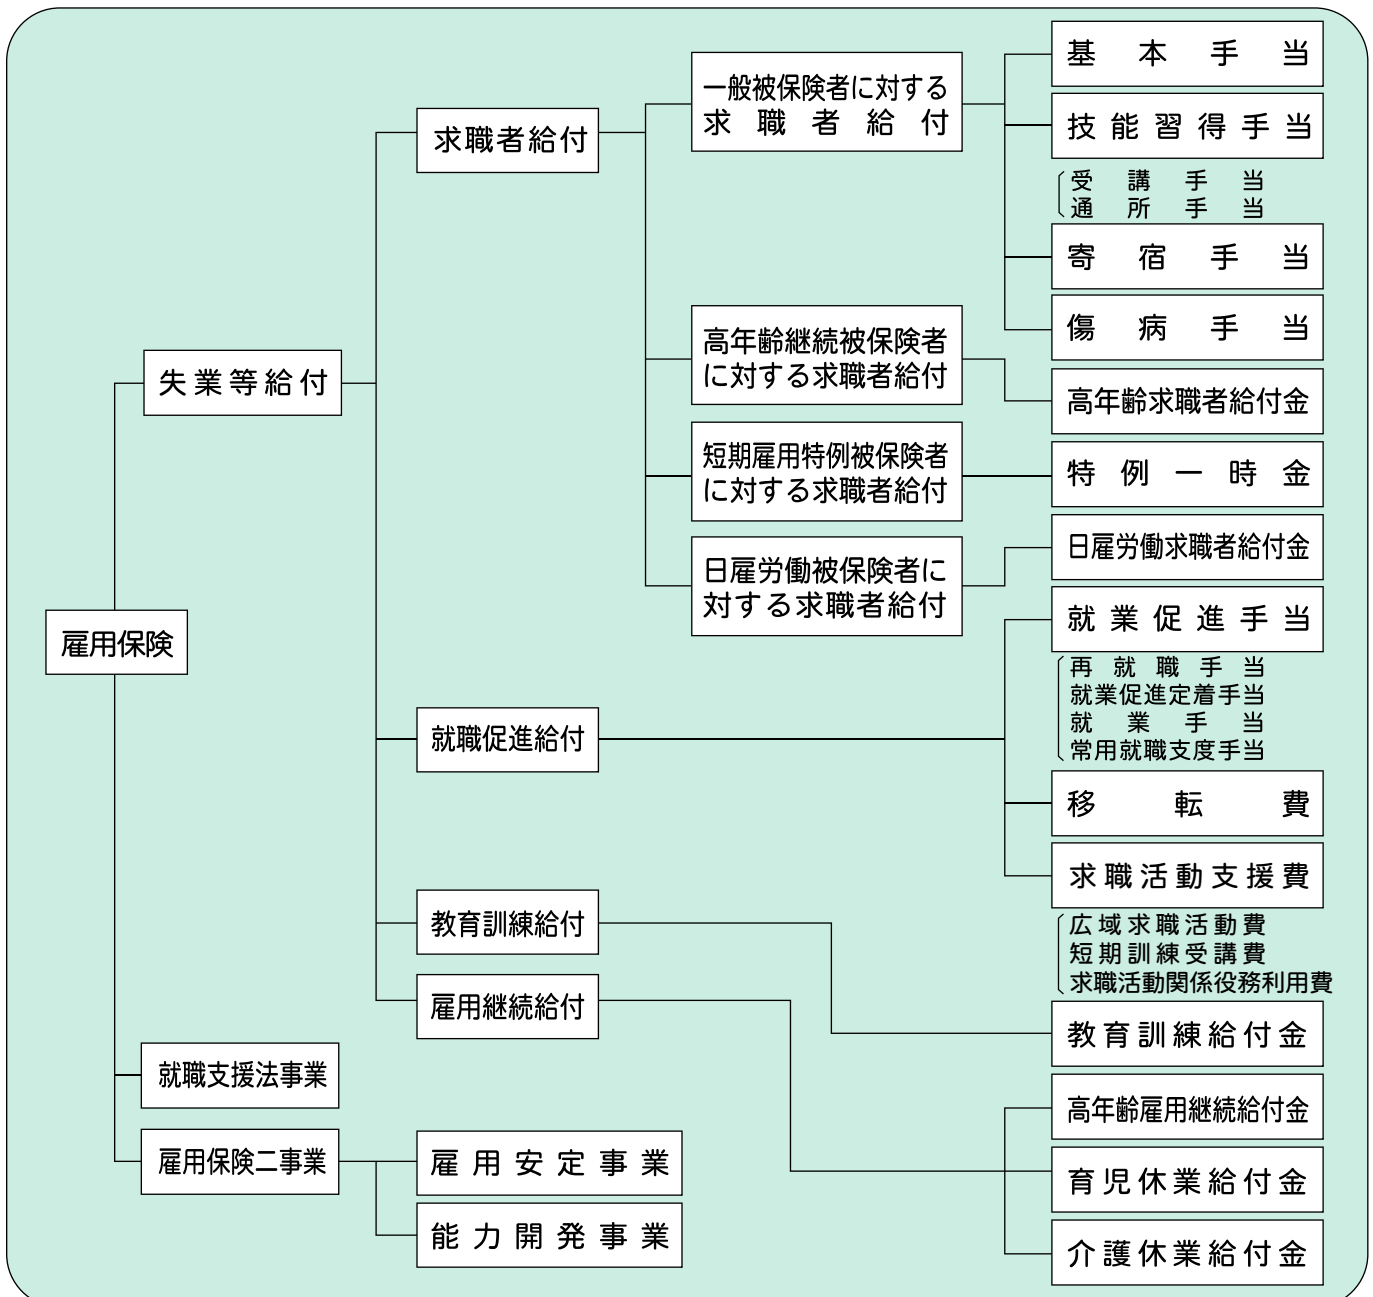 雇用保険
失業等給付
求職者給付
一般被保険者に対する
求職者給付
基本手当
技能習得手当
受講手当
通所手当
寄宿手当
傷病手当
高年齢継続被保険者
に対する求職者給付
高年齢求職者給付金
短期雇用特例被保険者
に対する求職者給付
特例一時金
日雇労働被保険者に
対する求職者給付
日雇労働求職者給付金
就職促進給付
就業促進手当
再就職手当
就業促進定着手当
就業手当
常用就職支度手当
移転費
求職活動支援費
広域求職活動費
短期訓練受講費
求職活動関係役務利用費
教育訓練給付
教育訓練給付金
雇用継続給付
高年齢雇用継続給付金
育児休業給付金
介護休業給付金
就職支援法事業
雇用保険二事業
雇用安定事業
能力開発事業